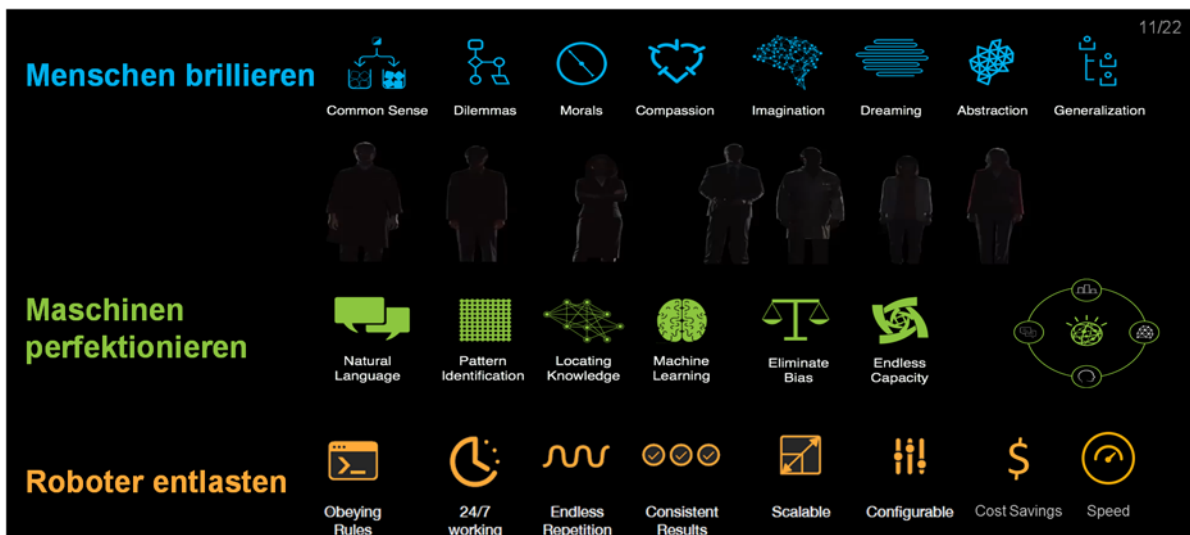 11/22
Menschen brillieren
Common Sense
Dilemmas
Morals
Compassion
Imagination
Dreaming
Abstraction
Generalization
Maschinen
perfektionieren
Natural
Language
Pattern
Identification
Locating
Knowledge
Machine
Learning
Eliminate
Bias
Endless
Capacity
Roboter entlasten
Obeying
Rules
24/7
working
Endless
Repetition
Consistent
Results
Scalable
Configurable
Cost Savings
Speed